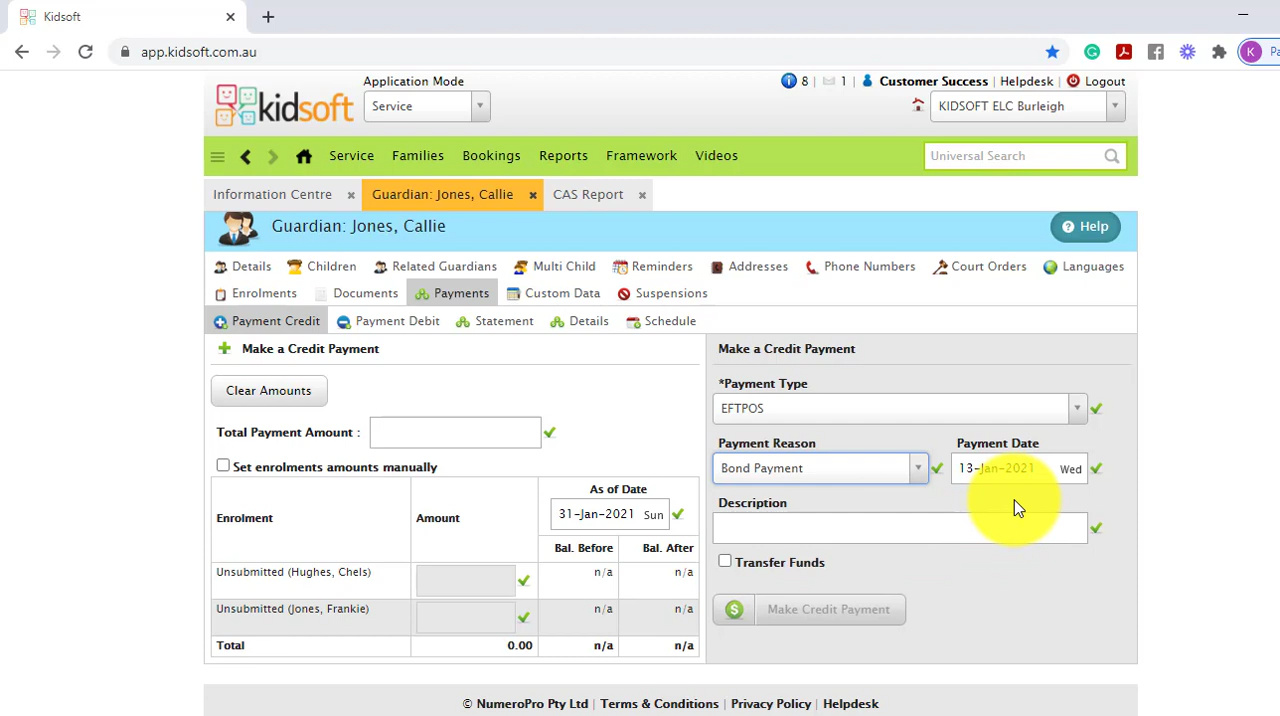 Kidsoft
app.kidsoft.com.au
K
Application Mode
8 | 1 Customer Success | Helpdesk | Logout
kidsoft
Service
KIDSOFT ELC Burleigh
Service Families Bookings Reports Framework Videos
Universal Search
Information Centre
Guardian: Jones, Callie
CAS Report
Guardian: Jones, Callie
? Help
Details Children Related Guardians Multi Child Reminders Addresses Phone Numbers Court Orders Languages
Enrolments Documents Payments Custom Data Suspensions
Payment Credit Payment Debit Statement Details Schedule
Make a Credit Payment
Clear Amounts
Total Payment Amount :
Set enrolments amounts manually
Enrolment Amount As of Date
31-Jan-2021 Sun
Bal. Before Bal. After
Unsubmitted (Hughes, Chels) n/a n/a
Unsubmitted (Jones, Frankie) n/a n/a
Total 0.00 n/a n/a
Make a Credit Payment
*Payment Type
EFTPOS
Payment Reason Payment Date
Bond Payment 13-Jan-2021 Wed
Description
Transfer Funds
$ Make Credit Payment
© NumeroPro Pty Ltd | Terms & Conditions | Privacy Policy | Helpdesk